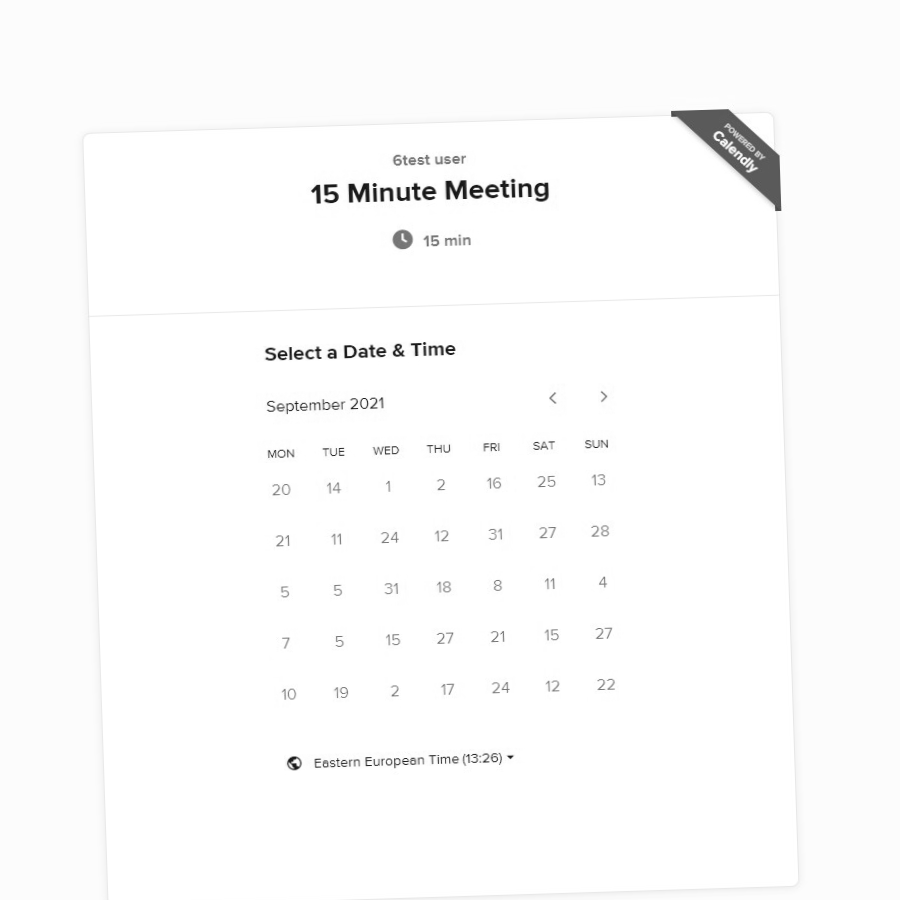 POWERED BY
Calendly
6test user
15 Minute Meeting
15 min
Select a Date & Time
September 2021
MON TUE WED THU FRI SAT SUN
20 14 1 2 16 25 13
21 11 24 12 31 27 28
5 5 31 18 8 11 4
7 5 15 27 21 15 27
10 19 2 17 24 12 22
Eastern European Time (13:26)